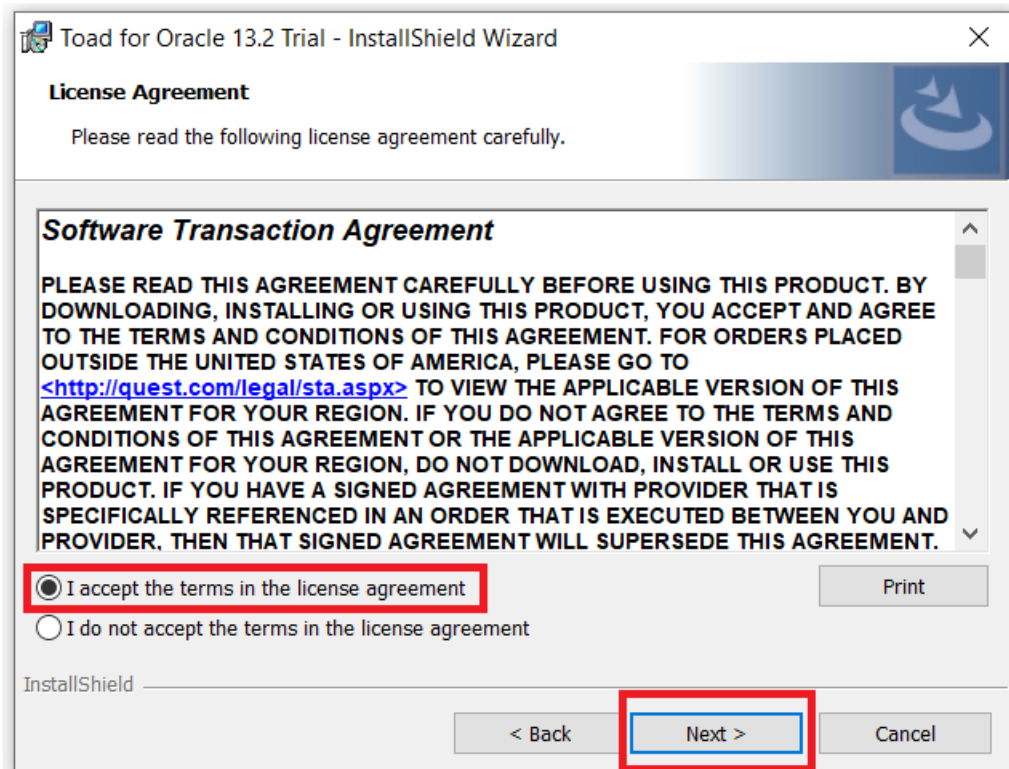 Toad for Oracle 13.2 Trial - InstallShield Wizard
License Agreement
Please read the following license agreement carefully.
Software Transaction Agreement
PLEASE READ THIS AGREEMENT CAREFULLY BEFORE USING THIS PRODUCT. BY
DOWNLOADING, INSTALLING OR USING THIS PRODUCT, YOU ACCEPT AND AGREE
TO THE TERMS AND CONDITIONS OF THIS AGREEMENT. FOR ORDERS PLACED
OUTSIDE THE UNITED STATES OF AMERICA, PLEASE GO TO
<http://quest.com/legal/sta.aspx> TO VIEW THE APPLICABLE VERSION OF THIS
AGREEMENT FOR YOUR REGION. IF YOU DO NOT AGREE TO THE TERMS AND
CONDITIONS OF THIS AGREEMENT OR THE APPLICABLE VERSION OF THIS
AGREEMENT FOR YOUR REGION, DO NOT DOWNLOAD, INSTALL OR USE THIS
PRODUCT. IF YOU HAVE A SIGNED AGREEMENT WITH PROVIDER THAT IS
SPECIFICALLY REFERENCED IN AN ORDER THAT IS EXECUTED BETWEEN YOU AND
PROVIDER, THEN THAT SIGNED AGREEMENT WILL SUPERSEDE THIS AGREEMENT.
I accept the terms in the license agreement
Print
I do not accept the terms in the license agreement
InstallShield
< Back
Next >
Cancel